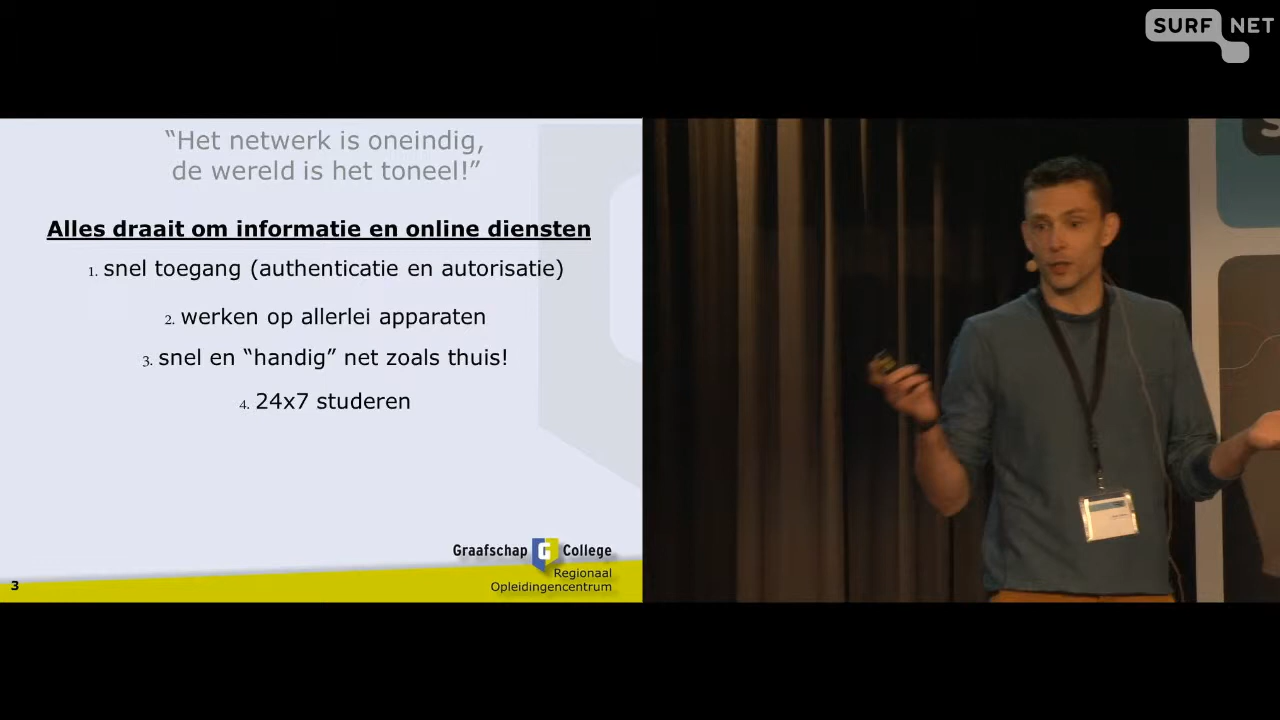 SURF NET
“Het netwerk is oneindig,
de wereld is het toneel!”
Alles draait om informatie en online diensten
1. snel toegang (authenticatie en autorisatie)
2. werken op allerlei apparaten
3. snel en “handig” net zoals thuis!
4. 24x7 studeren
Graafschap G College
Regionaal
Opleidingencentrum
3